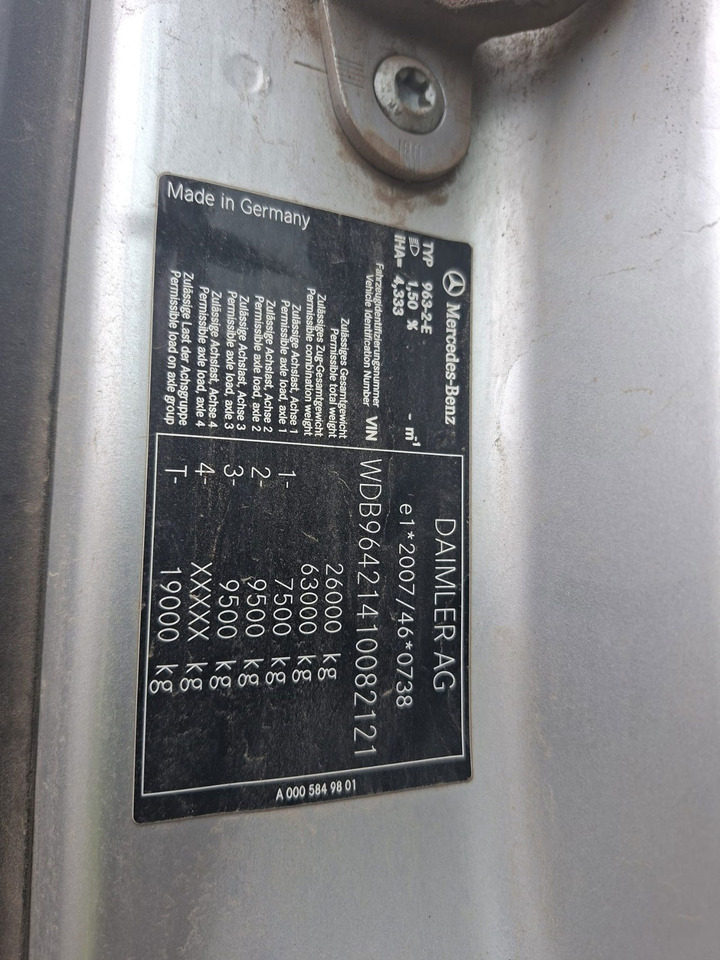 Mercedes-Benz
DAIMLER AG
TYP 963-2-E
1,50 % - m⁻¹
e1*2007/46*0738
iHA= 4,333
Fahrzeugidentifizierungsnummer
Vehicle Identification Number VIN WDB96421410082121
Zulässiges Gesamtgewicht
Permissible total weight 26000 kg
Zulässiges Zug-Gesamtgewicht
Permissible combination weight 63000 kg
Zulässige Achslast, Achse 1
Permissible axle load, axle 1 1- 7500 kg
Zulässige Achslast, Achse 2
Permissible axle load, axle 2 2- 9500 kg
Zulässige Achslast, Achse 3
Permissible axle load, axle 3 3- 9500 kg
Zulässige Achslast, Achse 4
Permissible axle load, axle 4 4- XXXXX kg
Zulässige Last der Achsgruppe
Permissible load on axle group T- 19000 kg
Made in Germany
A 000 584 98 01